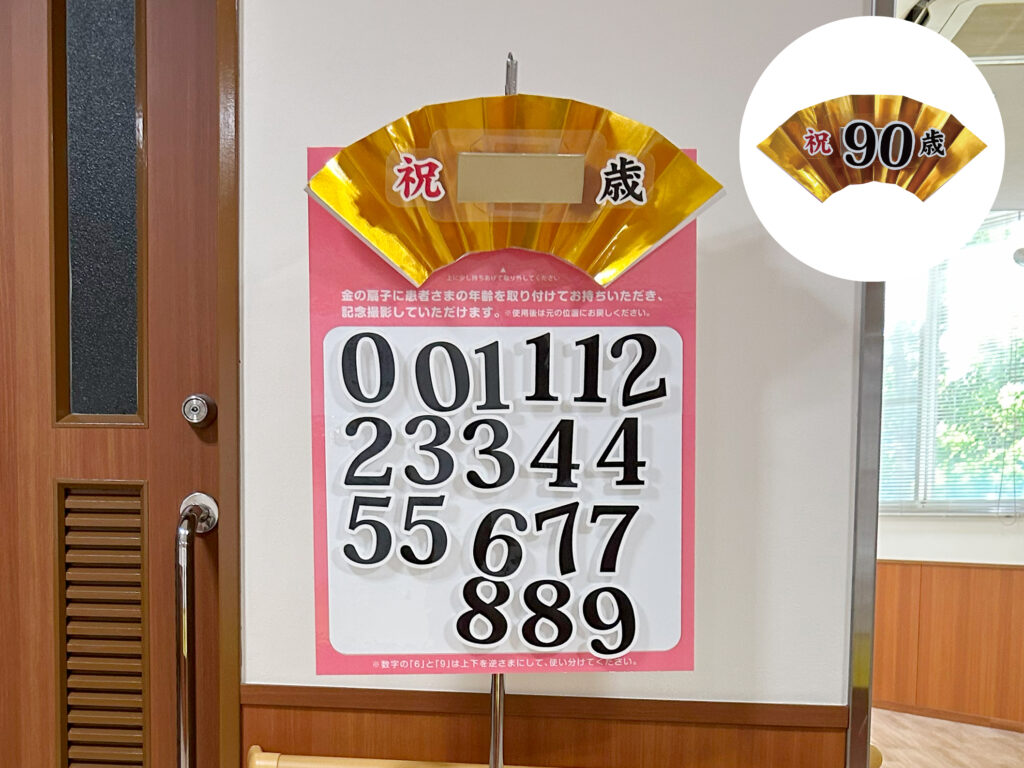 祝 歳
▲
上に少し持ちあげて取り外してください
金の扇子に患者さまの年齢を取り付けてお持ちいただき、
記念撮影していただけます。※使用後は元の位置にお戻しください。
0 0 1 1 1 2
2 3 3 4 4
5 5 6 7 7
8 8 9
※数字の「6」と「9」は上下を逆さまにして、使い分けてください。
祝 90 歳